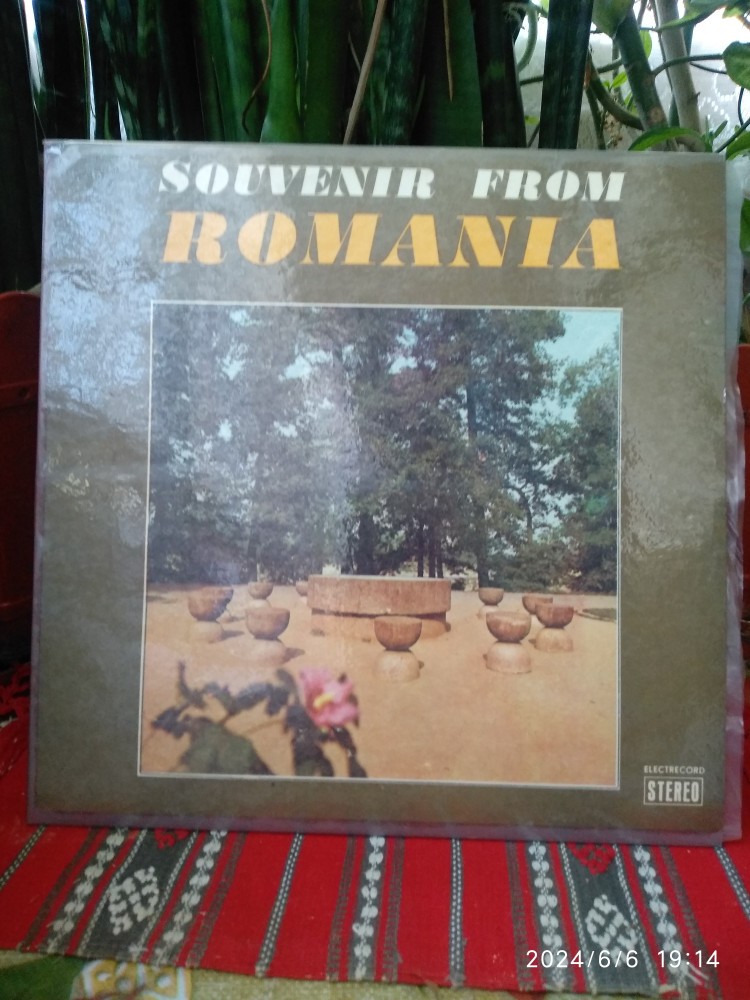 SOUVENIR FROM
ROMANIA
ELECTRECORD
STEREO
2024/6/6 19:14